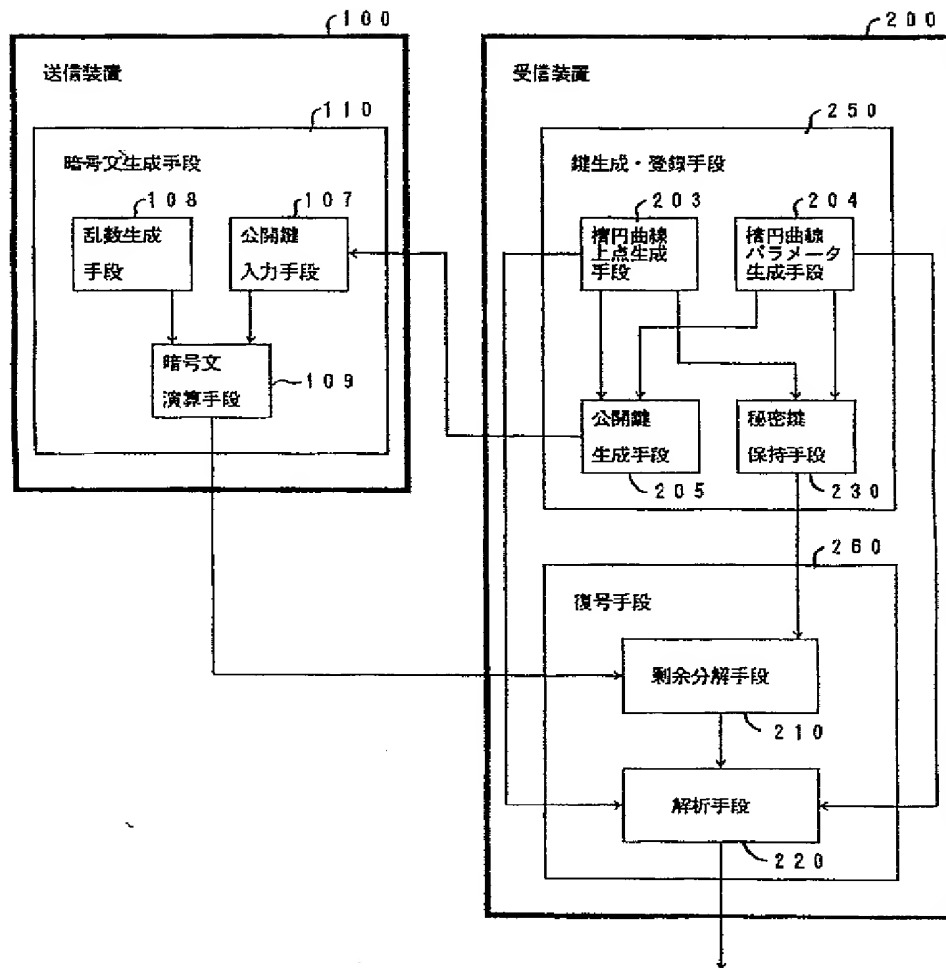 100
送信装置
110
暗号文生成手段
108
乱数生成
手段
107
公開鍵
入力手段
暗号文
演算手段
109
200
受信装置
250
鍵生成・登録手段
203
楕円曲線
上点生成
手段
204
楕円曲線
パラメータ
生成手段
公開鍵
生成手段
205
秘密鍵
保持手段
230
260
復号手段
剰余分解手段
210
解析手段
220